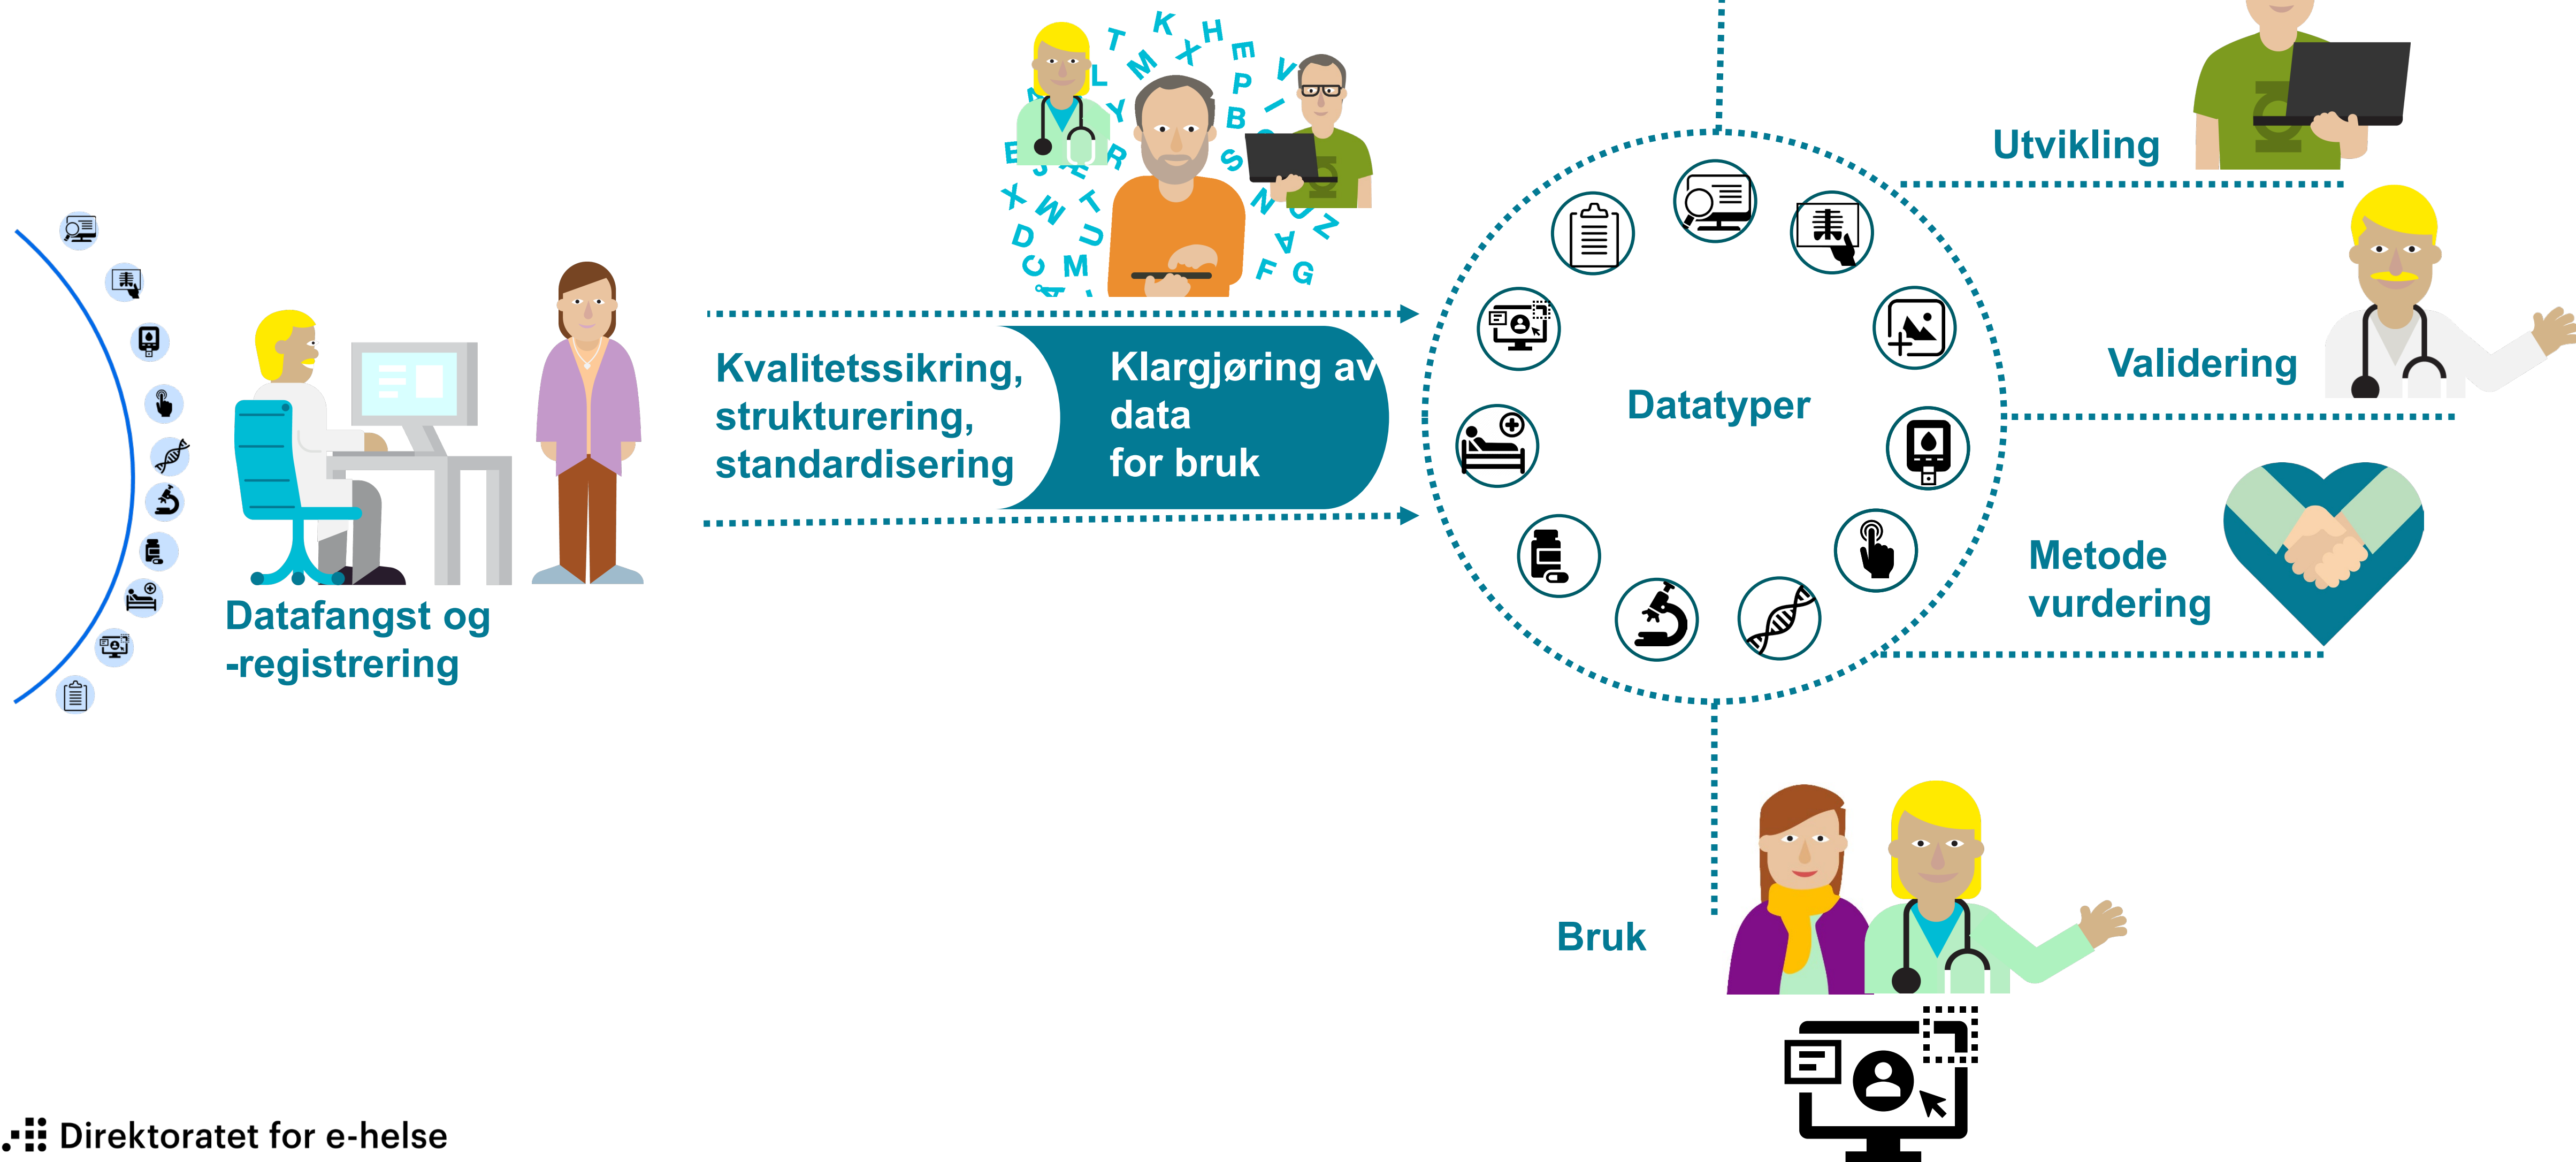 Utvikling
Kvalitetssikring,
strukturering,
standardisering
Klargjøring av
data
for bruk
Datatyper
Validering
Metode
vurdering
Datafangst og
-registrering
Bruk
Direktoratet for e-helse